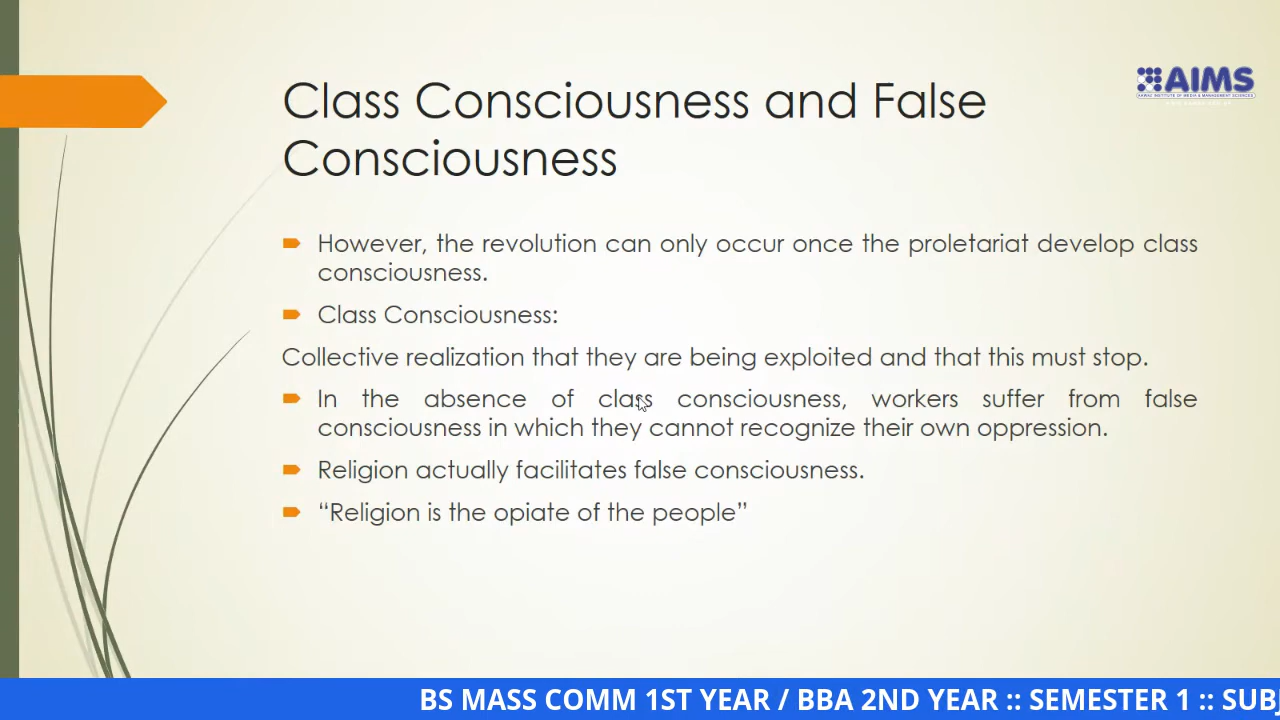 Class Consciousness and False
Consciousness
AIMS
However, the revolution can only occur once the proletariat develop class
consciousness.
Class Consciousness:
Collective realization that they are being exploited and that this must stop.
In the absence of class consciousness, workers suffer from false
consciousness in which they cannot recognize their own oppression.
Religion actually facilitates false consciousness.
“Religion is the opiate of the people”
BS MASS COMM 1ST YEAR / BBA 2ND YEAR :: SEMESTER 1 :: SUBJ